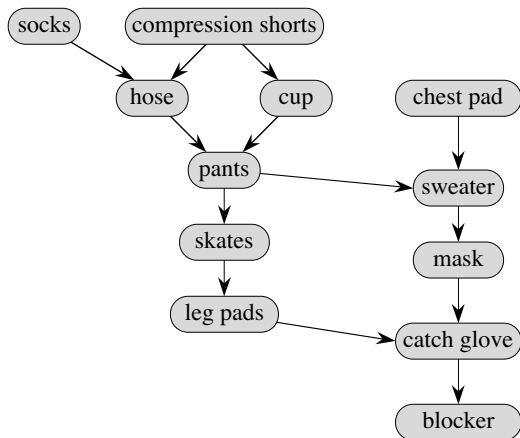 socks
compression shorts
hose
cup
chest pad
pants
sweater
skates
mask
leg pads
catch glove
blocker